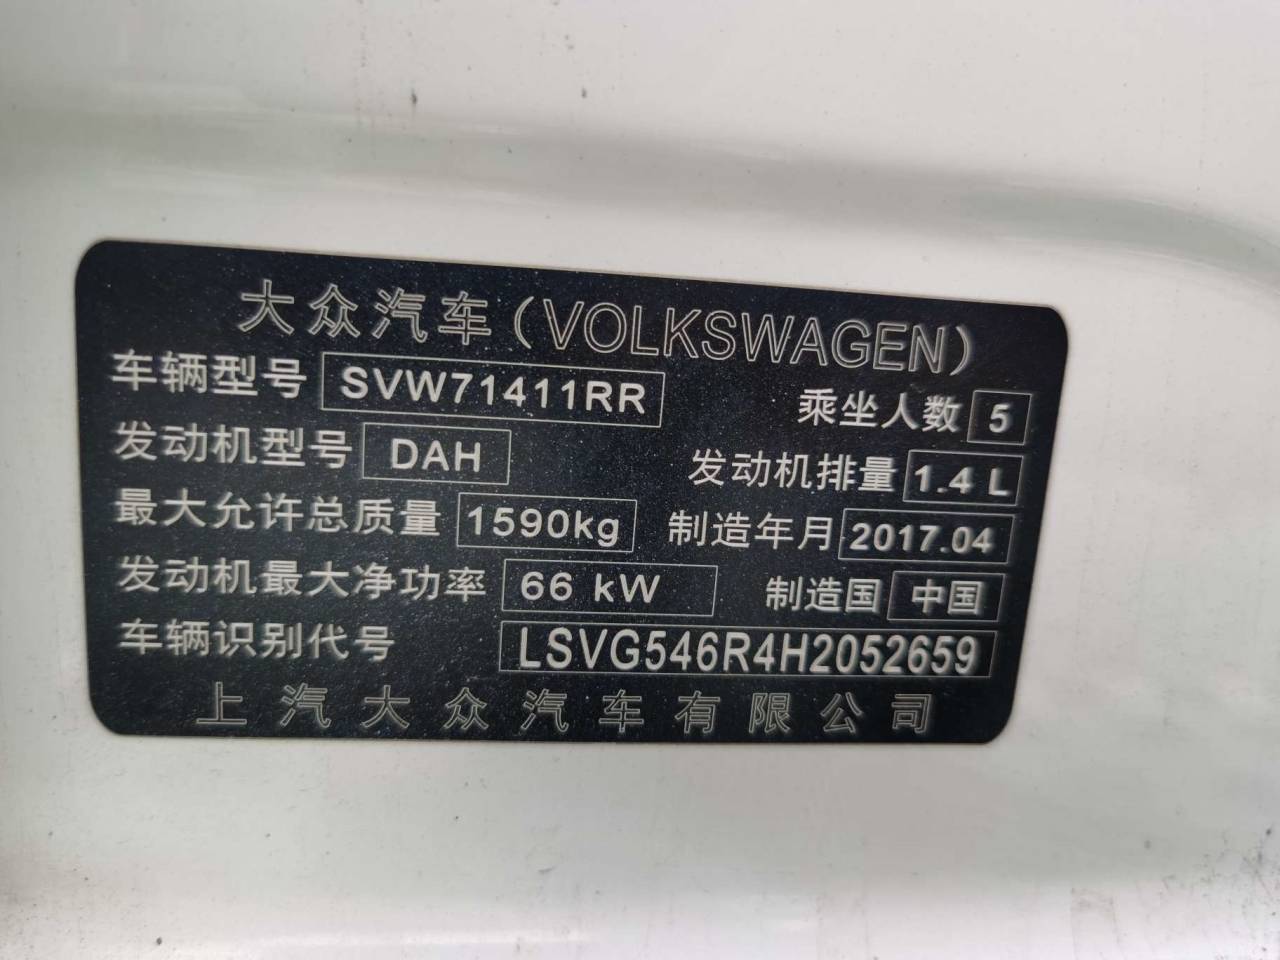 大众汽车(VOLKSWAGEN)
车辆型号 SVW71411RR 乘坐人数 5
发动机型号 DAH 发动机排量 1.4 L
最大允许总质量 1590kg 制造年月 2017.04
发动机最大净功率 66 kW 制造国 中国
车辆识别代号 LSVG546R4H2052659
上汽大众汽车有限公司